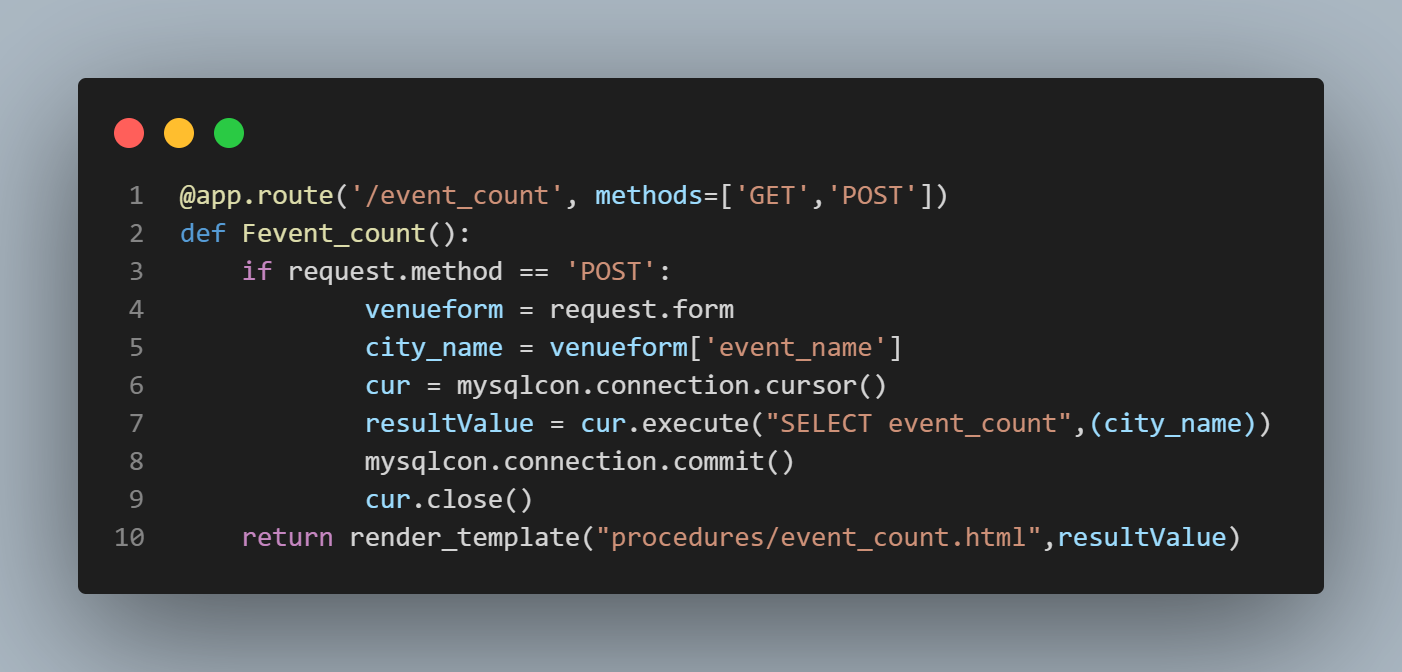 1 @app.route('/event_count', methods=['GET','POST'])
2 def Fevent_count():
3     if request.method == 'POST':
4             venueform = request.form
5             city_name = venueform['event_name']
6             cur = mysqlcon.connection.cursor()
7             resultValue = cur.execute("SELECT event_count",(city_name))
8             mysqlcon.connection.commit()
9             cur.close()
10     return render_template("procedures/event_count.html",resultValue)